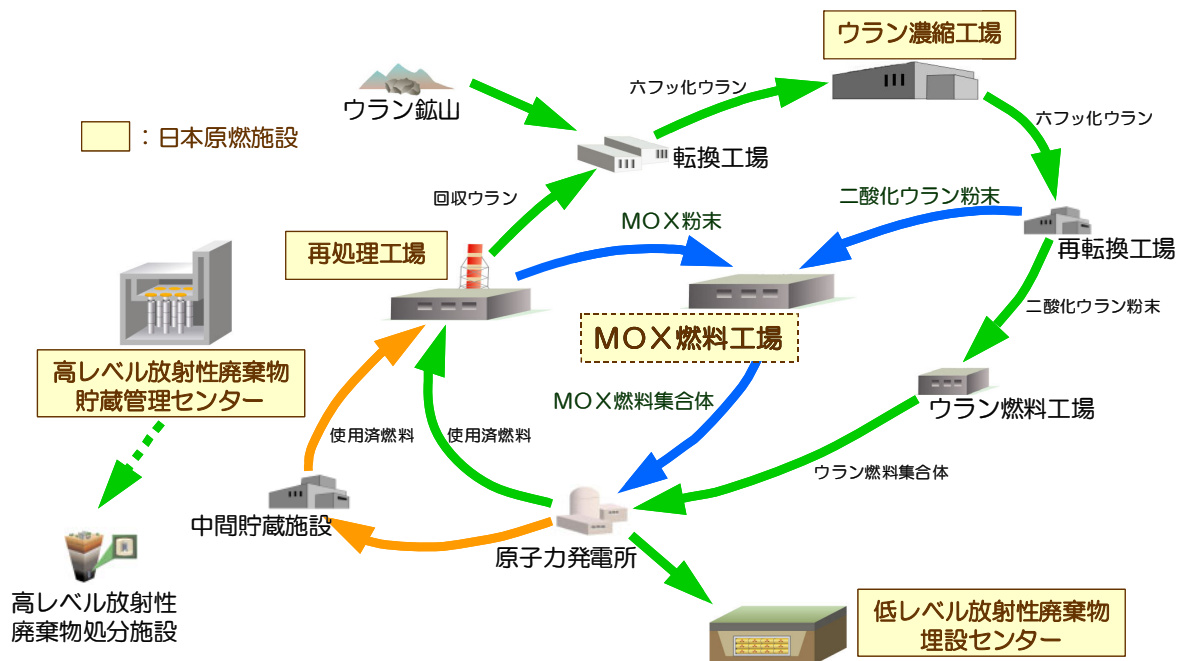 ウラン濃縮工場
六フッ化ウラン
ウラン鉱山
六フッ化ウラン
：日本原燃施設
転換工場
回収ウラン
二酸化ウラン粉末
ＭＯＸ粉末
再処理工場
再転換工場
二酸化ウラン粉末
ＭＯＸ燃料工場
高レベル放射性廃棄物
貯蔵管理センター
ＭＯＸ燃料集合体
ウラン燃料工場
使用済燃料
使用済燃料
ウラン燃料集合体
中間貯蔵施設
原子力発電所
高レベル放射性
廃棄物処分施設
低レベル放射性廃棄物
埋設センター